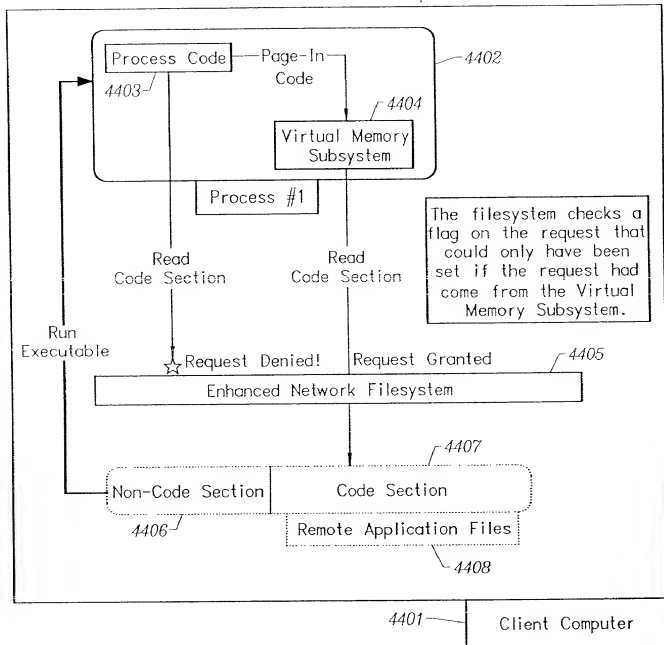 Process Code
4403
Page-In
Code
4402
4404
Virtual Memory
Subsystem
Process #1
The filesystem checks a
flag on the request that
could only have been
set if the request had
come from the Virtual
Memory Subsystem.
Read
Code Section
Read
Code Section
Run
Executable
Request Denied!
Request Granted
4405
Enhanced Network Filesystem
4407
Non-Code Section
Code Section
4406
Remote Application Files
4408
4401
Client Computer